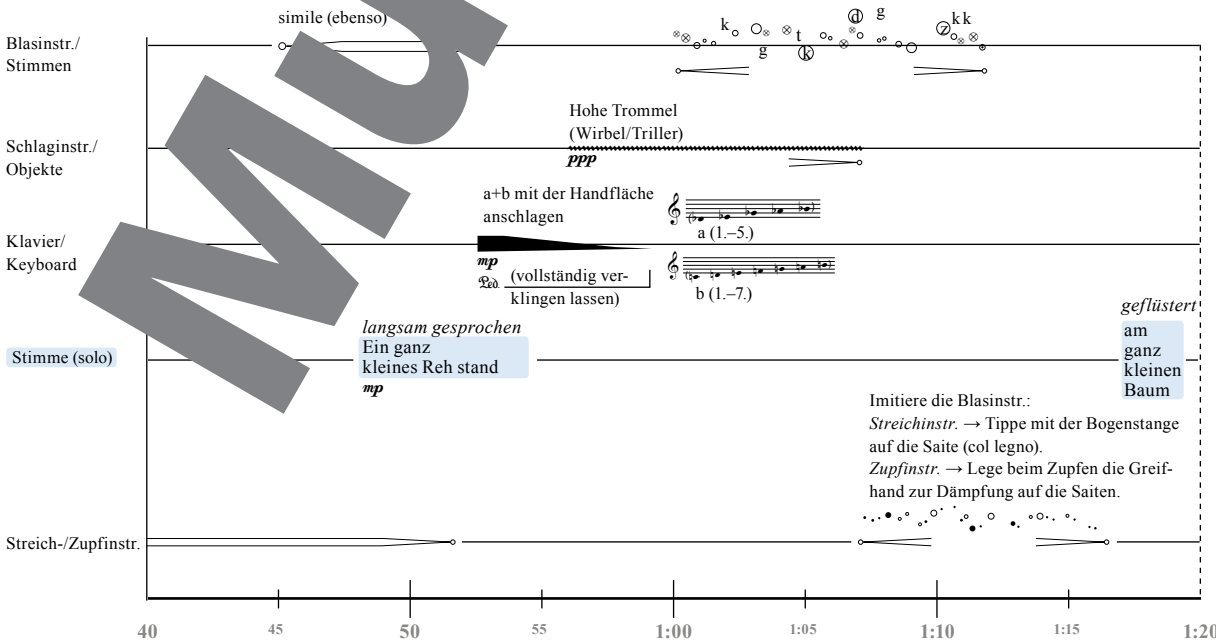 simile (ebenso)
Blasinstr./
Stimmen
k
g
t
k
d
g
z
k k
Schlaginstr./
Objekte
Hohe Trommel
(Wirbel/Triller)
ppp
Klavier/
Keyboard
a+b mit der Handfläche
anschlagen
mp
Ped. (vollständig ver-
klingen lassen)
a (1.–5.)
b (1.–7.)
Stimme (solo)
langsam gesprochen
Ein ganz
kleines Reh stand
mp
geflüstert
am
ganz
kleinen
Baum
Imitiere die Blasinstr.:
Streichinstr. → Tippe mit der Bogenstange
auf die Saite (col legno).
Zupfinstr. → Lege beim Zupfen die Greif-
hand zur Dämpfung auf die Saiten.
Streich-/Zupfinstr.
40 45 50 55 1:00 1:05 1:10 1:15 1:20
Mu